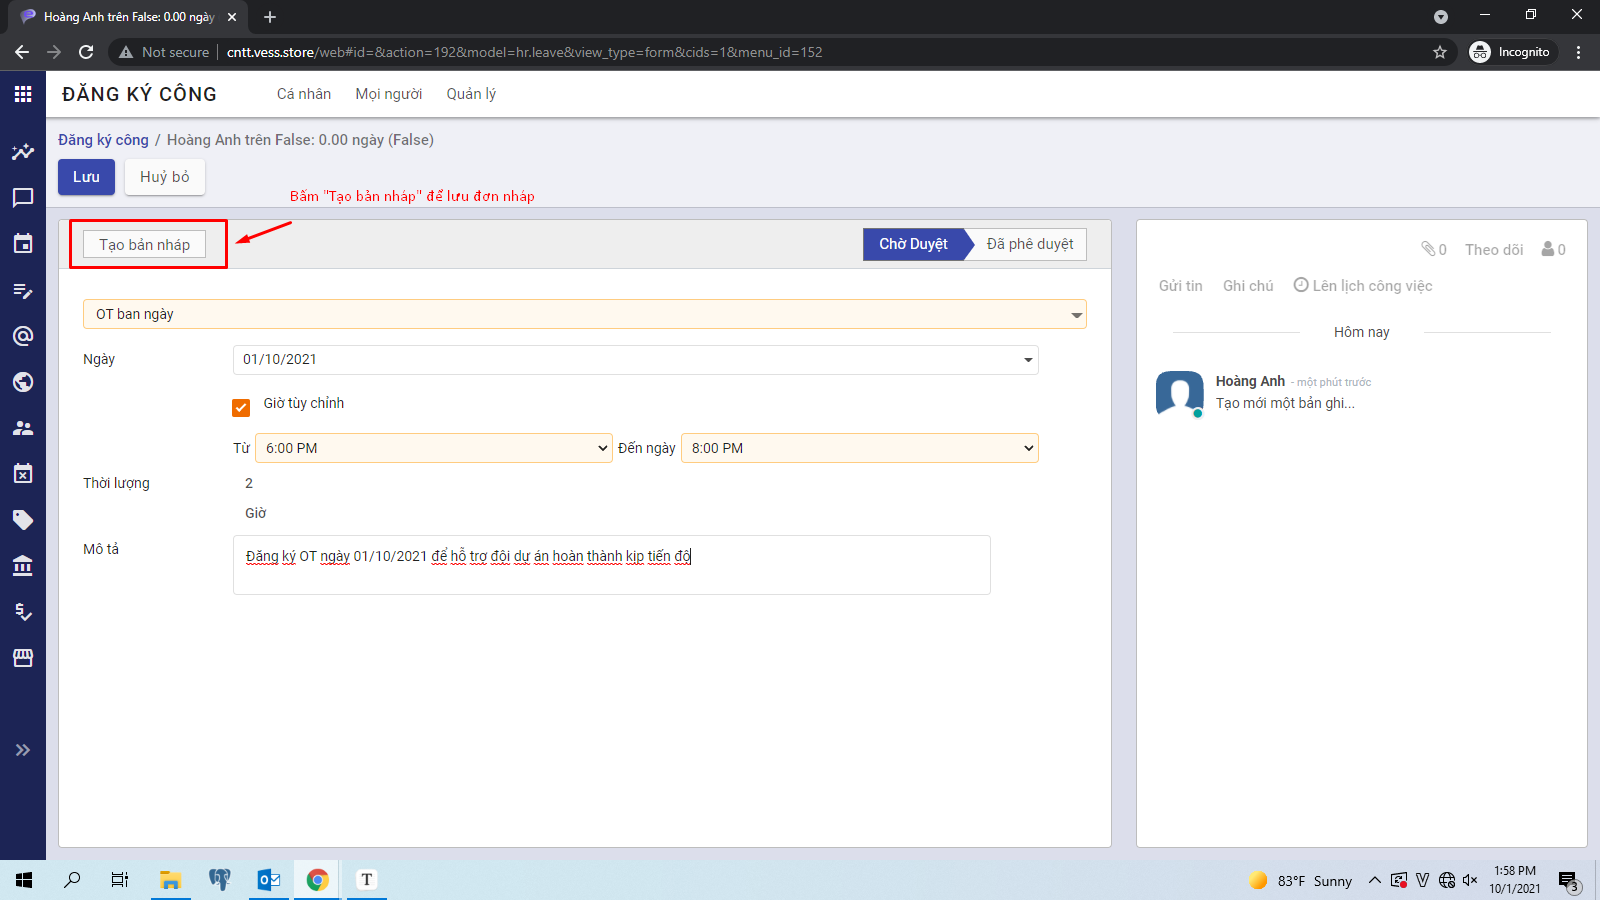 Hoàng Anh trên False: 0.00 ngày
Not secure
cntt.vess.store/web#id=&action=192&model=hr.leave&view_type=form&cids=1&menu_id=152
Incognito
ĐĂNG KÝ CÔNG
Cá nhân
Mọi người
Quản lý
Đăng ký công / Hoàng Anh trên False: 0.00 ngày (False)
Lưu
Huỷ bỏ
Bấm "Tạo bản nháp" để lưu đơn nháp
Tạo bản nháp
Chờ Duyệt
Đã phê duyệt
OT ban ngày
Ngày
01/10/2021
Giờ tùy chỉnh
Từ
6:00 PM
Đến ngày
8:00 PM
Thời lượng
2
Giờ
Mô tả
Đăng ký OT ngày 01/10/2021 để hỗ trợ đội dự án hoàn thành kịp tiến độ
0
Theo dõi
0
Gửi tin
Ghi chú
Lên lịch công việc
Hôm nay
Hoàng Anh - một phút trước
Tạo mới một bản ghi...
83°F Sunny
1:58 PM
10/1/2021
3